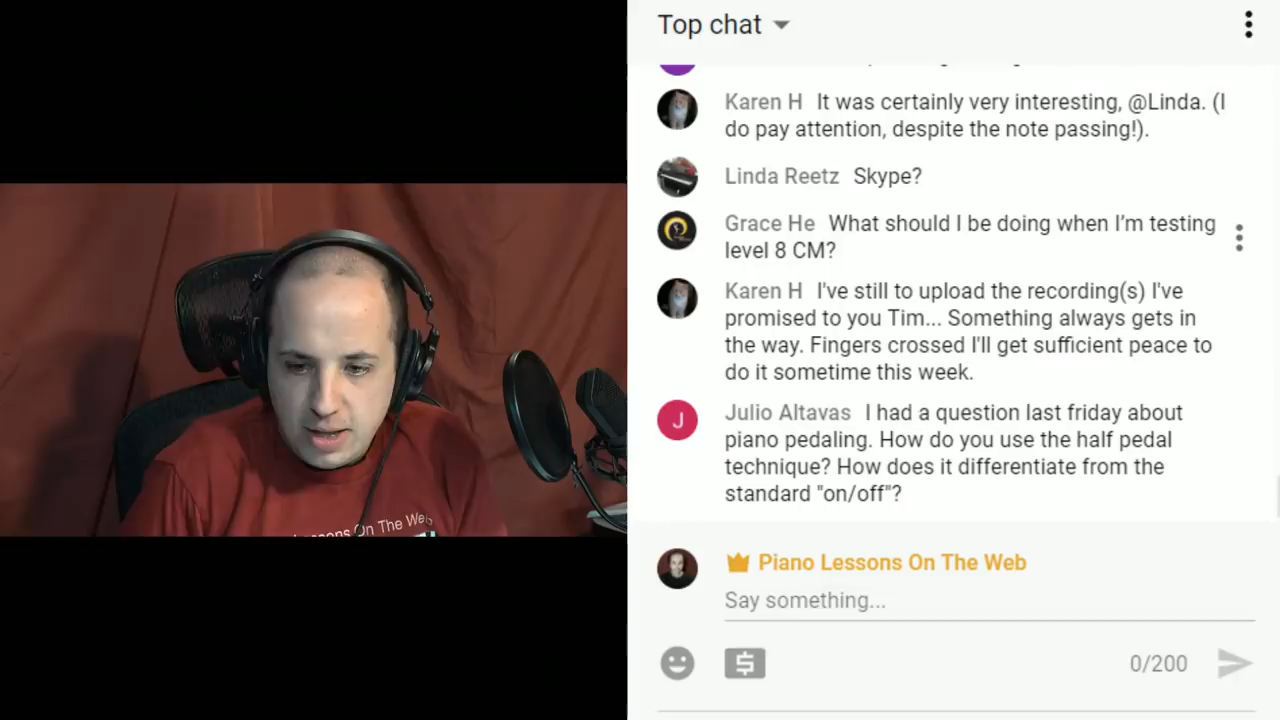 Top chat
Karen H It was certainly very interesting, @Linda. (I
do pay attention, despite the note passing!).
Linda Reetz Skype?
Grace He What should I be doing when I’m testing
level 8 CM?
Karen H I've still to upload the recording(s) I've
promised to you Tim... Something always gets in
the way. Fingers crossed I'll get sufficient peace to
do it sometime this week.
J
Julio Altavas I had a question last friday about
piano pedaling. How do you use the half pedal
technique? How does it differentiate from the
standard "on/off"?
On The Web
Piano Lessons On The Web
Say something...
0/200